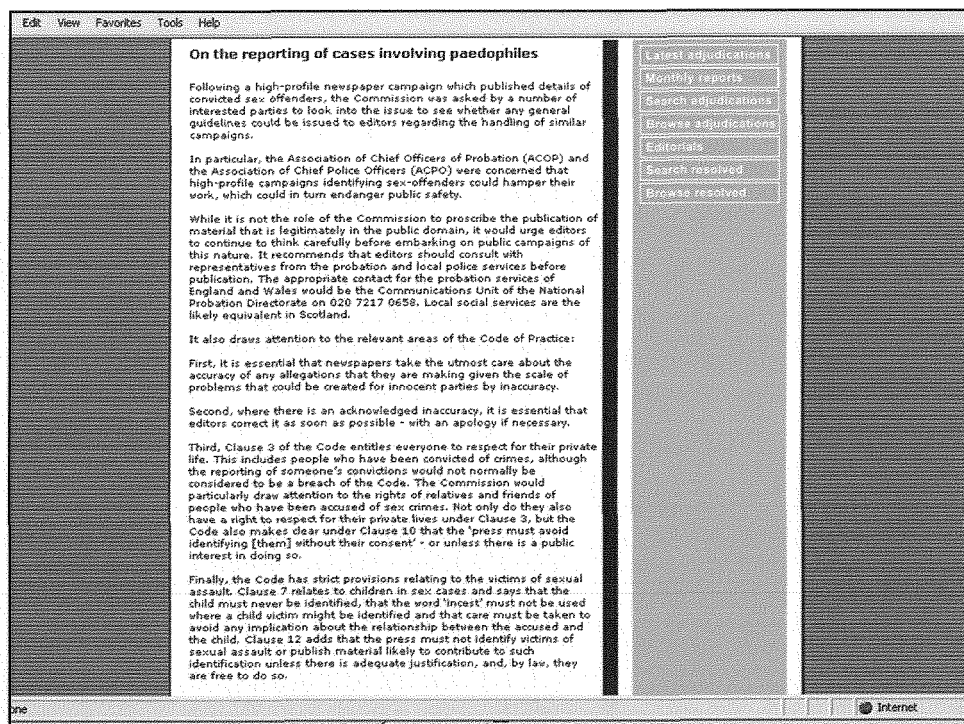 Edit View Favorites Tools Help
On the reporting of cases involving paedophiles
Following a high-profile newspaper campaign which published details of
convicted sex offenders, the Commission was asked by a number of
interested parties to look into the issue to see whether any general
guidelines could be issued to editors regarding the handling of similar
campaigns.
In particular, the Association of Chief Officers of Probation (ACOP) and
the Association of Chief Police Officers (ACPO) were concerned that
high-profile campaigns identifying sex-offenders could hamper their
work, which could in turn endanger public safety.
While it is not the role of the Commission to proscribe the publication of
material that is legitimately in the public domain, it would urge editors
to continue to think carefully before embarking on public campaigns of
this nature. It recommends that editors should consult with
representatives from the probation and local police services before
publication. The appropriate contact for the probation services of
England and Wales would be the Communications Unit of the National
Probation Directorate on 020 7217 0658. Local social services are the
likely equivalent in Scotland.
It also draws attention to the relevant areas of the Code of Practice:
First, it is essential that newspapers take the utmost care about the
accuracy of any allegations that they are making given the scale of
problems that could be created for innocent parties by inaccuracy.
Second, where there is an acknowledged inaccuracy, it is essential that
editors correct it as soon as possible - with an apology if necessary.
Third, Clause 3 of the Code entitles everyone to respect for their private
life. This includes people who have been convicted of crimes, although
the reporting of someone's convictions would not normally be
considered to be a breach of the Code. The Commission would
particularly draw attention to the rights of relatives and friends of
people who have been accused of sex crimes. Not only do they also
have a right to respect for their private lives under Clause 3, but the
Code also makes clear under Clause 10 that the 'press must avoid
identifying [them] without their consent' - or unless there is a public
interest in doing so.
Finally, the Code has strict provisions relating to the victims of sexual
assault. Clause 7 relates to children in sex cases and says that the
child must never be identified, that the word 'incest' must not be used
where a child victim might be identified and that care must be taken to
avoid any implication about the relationship between the accused and
the child. Clause 12 adds that the press must not identify victims of
sexual assault or publish material likely to contribute to such
identification unless there is adequate justification, and, by law, they
are free to do so.
Latest adjudications
Monthly reports
Search adjudications
Browse adjudications
Editorials
Search resolved
Browse resolved
one
Internet